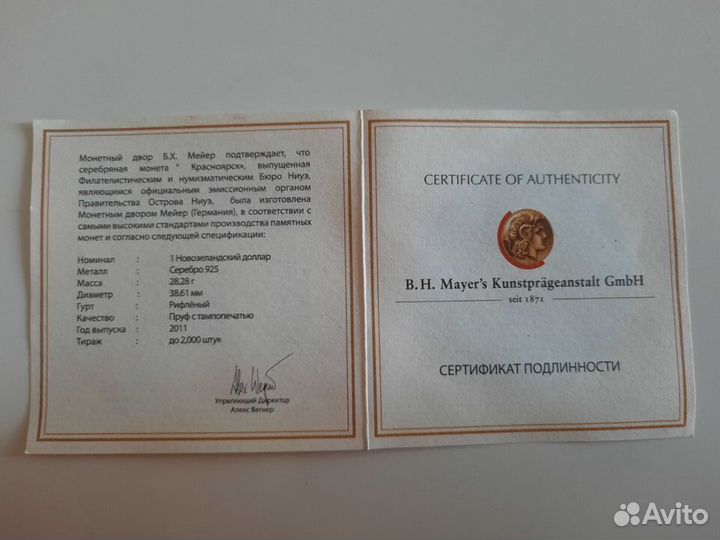 Монетный двор Б.Х. Мейер подтверждает, что
серебряная монета " Красноярск», выпущенная
Филателистическим и нумизматическим Бюро Ниуэ,
являющимся официальным эмиссионным органом
Правительства Острова Ниуэ, была изготовлена
Монетным двором Мейер (Германия), в соответствии с
самыми высокими стандартами производства памятных
монет и согласно следующей спецификации:
Номинал : 1 Новозеландский доллар
Металл : Серебро 925
Масса : 28,28 г
Диаметр : 38,61 мм
Гурт : Рифлёный
Качество : Пруф с тампопечатью
Год выпуска : 2011
Тираж : до 2,000 штук
Управляющий Директор
Алекс Вегнер
CERTIFICATE OF AUTHENTICITY
B. H. Mayer's Kunstprägeanstalt GmbH
seit 1871
СЕРТИФИКАТ ПОДЛИННОСТИ
Avito